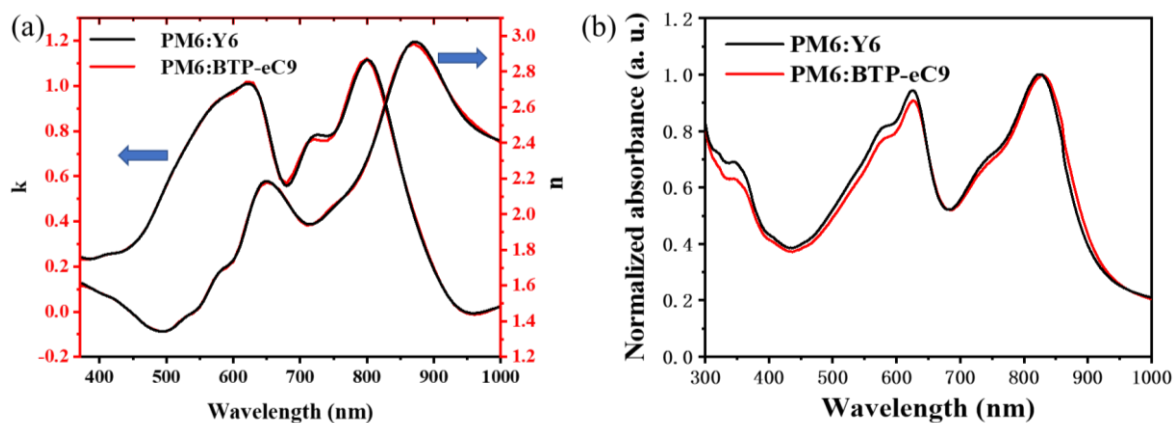 (a)
PM6:Y6
PM6:BTP-eC9
1.2
1.0
0.8
0.6
0.4
0.2
0.0
-0.2
k
3.0
2.8
2.6
2.4
2.2
2.0
1.8
1.6
1.4
1.2
n
400 500 600 700 800 900 1000
Wavelength (nm)
(b)
PM6:Y6
PM6:BTP-eC9
1.2
1.0
0.8
0.6
0.4
0.2
0.0
Normalized absorbance (a. u.)
300 400 500 600 700 800 900 1000
Wavelength (nm)